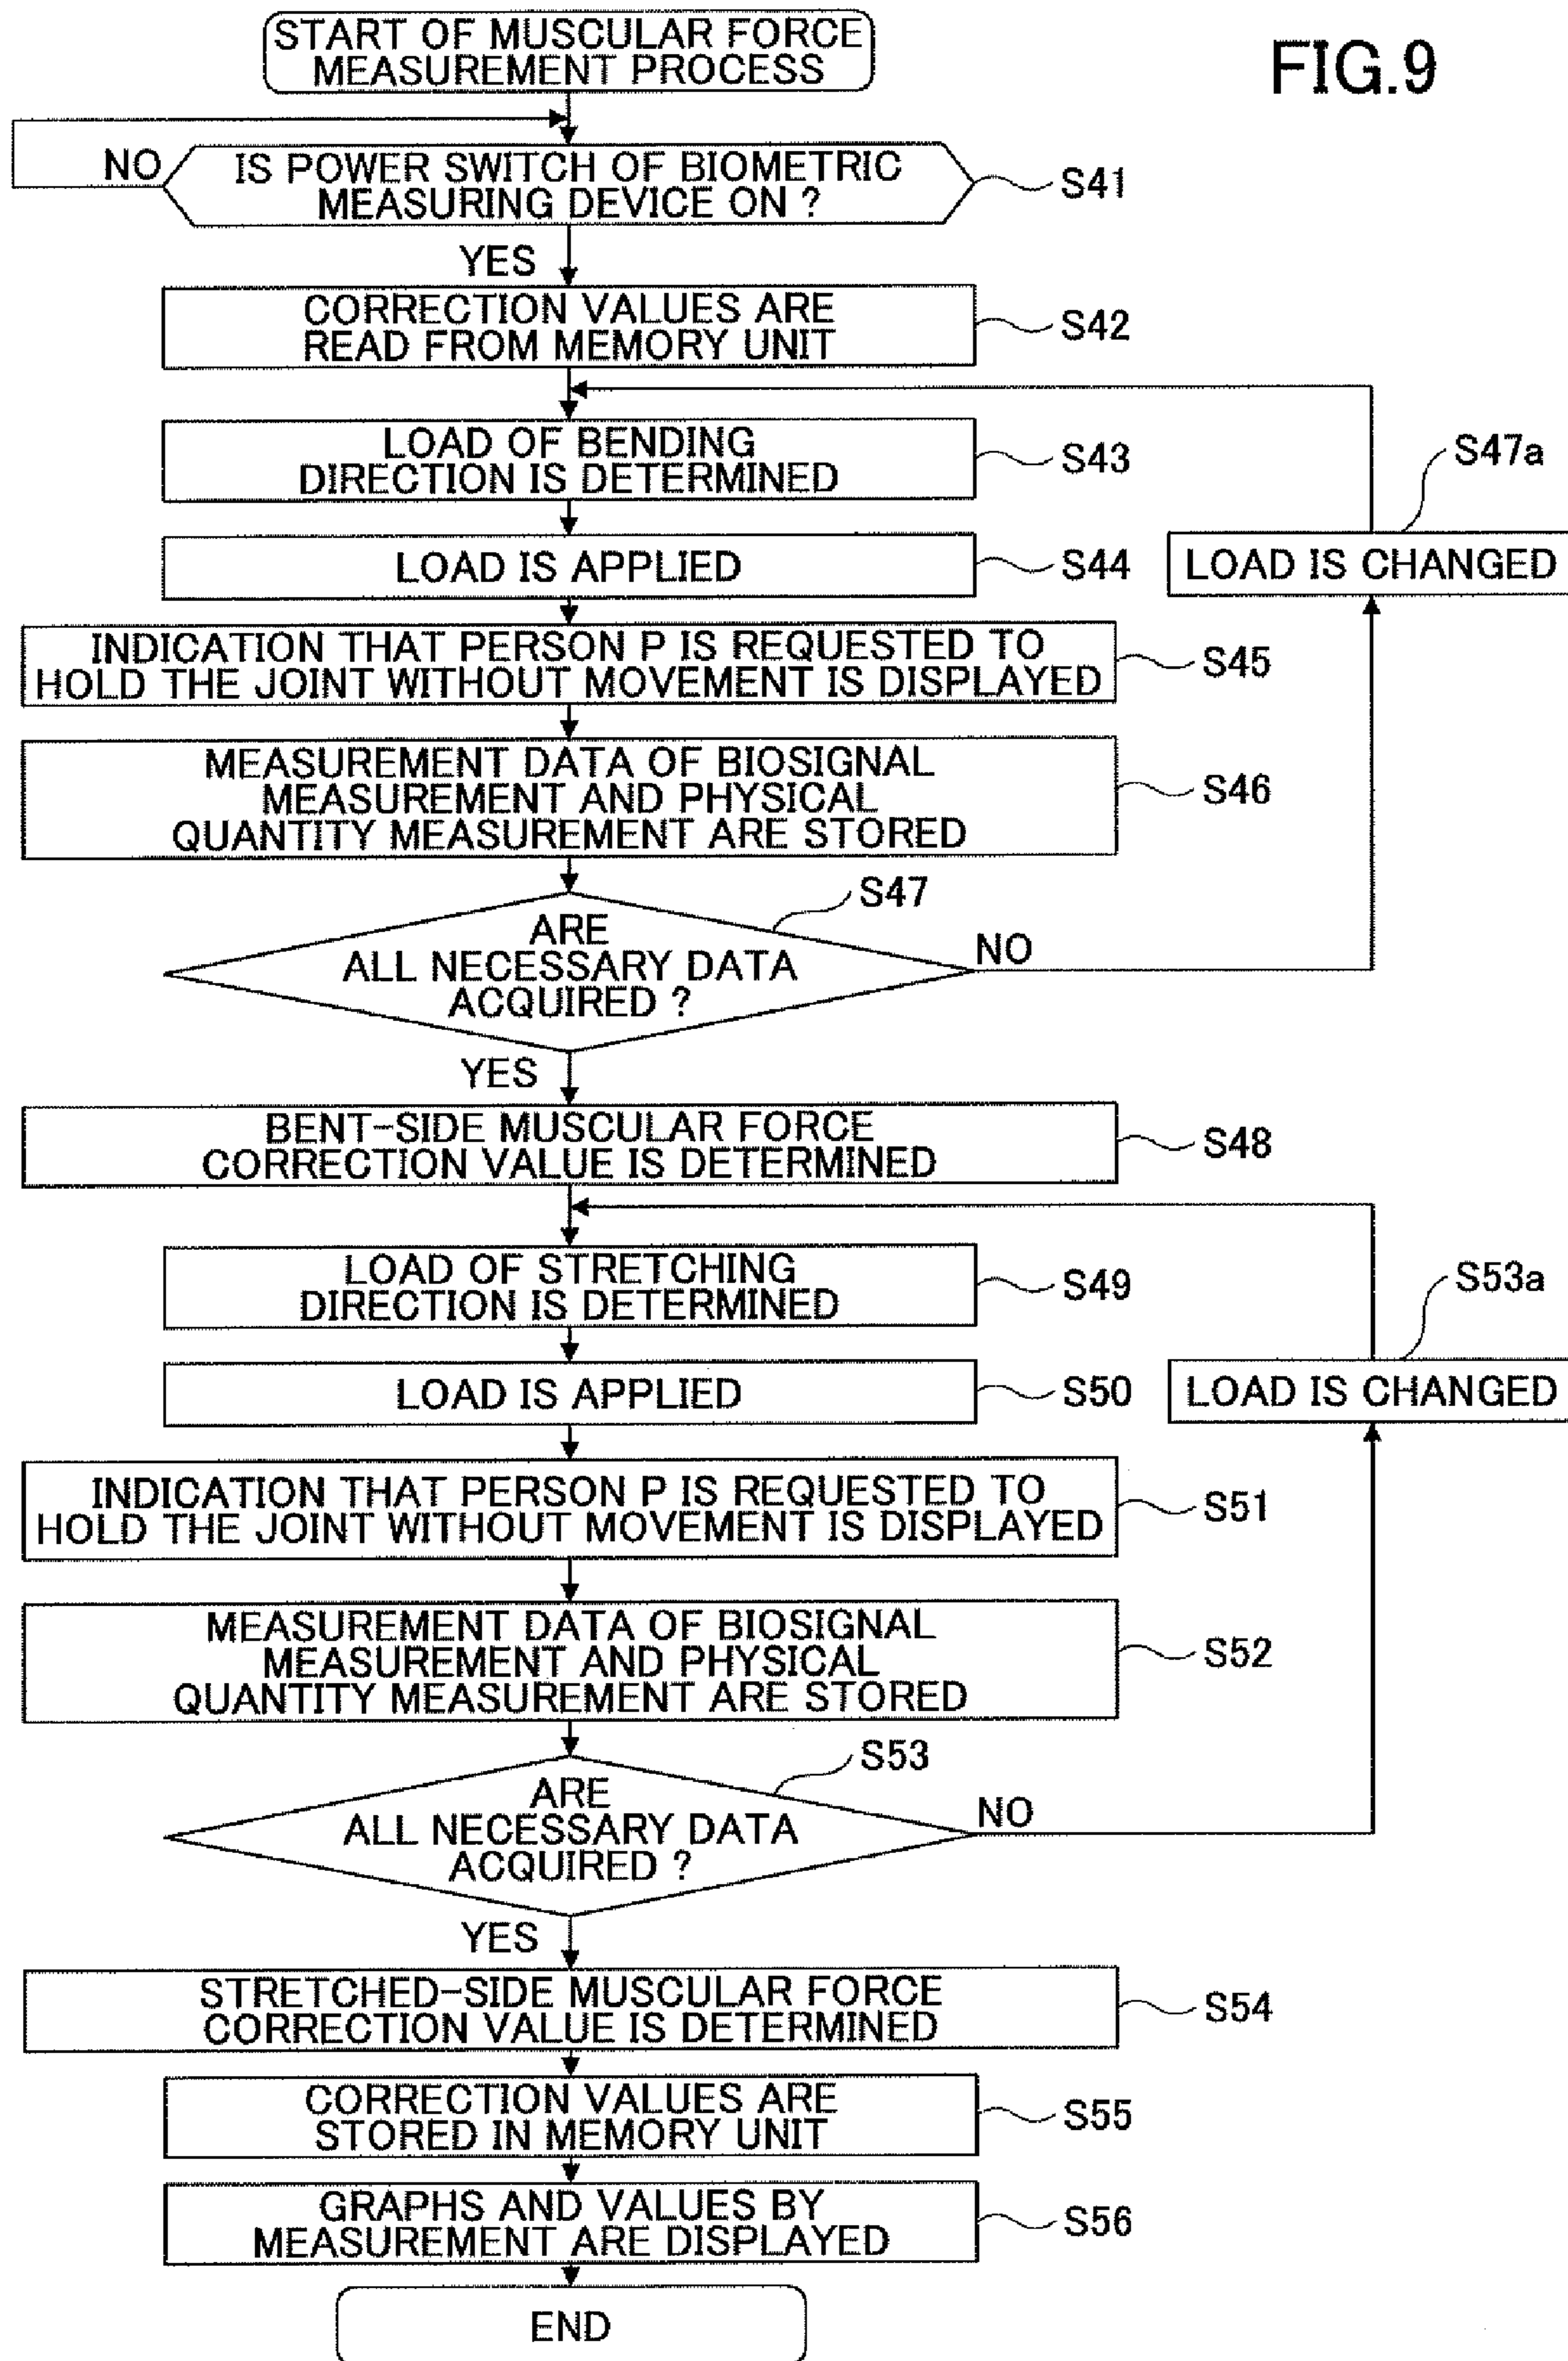 START OF MUSCULAR FORCE
MEASUREMENT PROCESS
FIG.9
NO
IS POWER SWITCH OF BIOMETRIC
MEASURING DEVICE ON ?
S41
YES
CORRECTION VALUES ARE
READ FROM MEMORY UNIT
S42
LOAD OF BENDING
DIRECTION IS DETERMINED
S43
S47a
LOAD IS APPLIED
S44
LOAD IS CHANGED
INDICATION THAT PERSON P IS REQUESTED TO
HOLD THE JOINT WITHOUT MOVEMENT IS DISPLAYED
S45
MEASUREMENT DATA OF BIOSIGNAL
MEASUREMENT AND PHYSICAL
QUANTITY MEASUREMENT ARE STORED
S46
S47
ARE
ALL NECESSARY DATA
ACQUIRED ?
NO
YES
BENT-SIDE MUSCULAR FORCE
CORRECTION VALUE IS DETERMINED
S48
LOAD OF STRETCHING
DIRECTION IS DETERMINED
S49
S53a
LOAD IS APPLIED
S50
LOAD IS CHANGED
INDICATION THAT PERSON P IS REQUESTED TO
HOLD THE JOINT WITHOUT MOVEMENT IS DISPLAYED
S51
MEASUREMENT DATA OF BIOSIGNAL
MEASUREMENT AND PHYSICAL
QUANTITY MEASUREMENT ARE STORED
S52
S53
ARE
ALL NECESSARY DATA
ACQUIRED ?
NO
YES
STRETCHED-SIDE MUSCULAR FORCE
CORRECTION VALUE IS DETERMINED
S54
CORRECTION VALUES ARE
STORED IN MEMORY UNIT
S55
GRAPHS AND VALUES BY
MEASUREMENT ARE DISPLAYED
S56
END